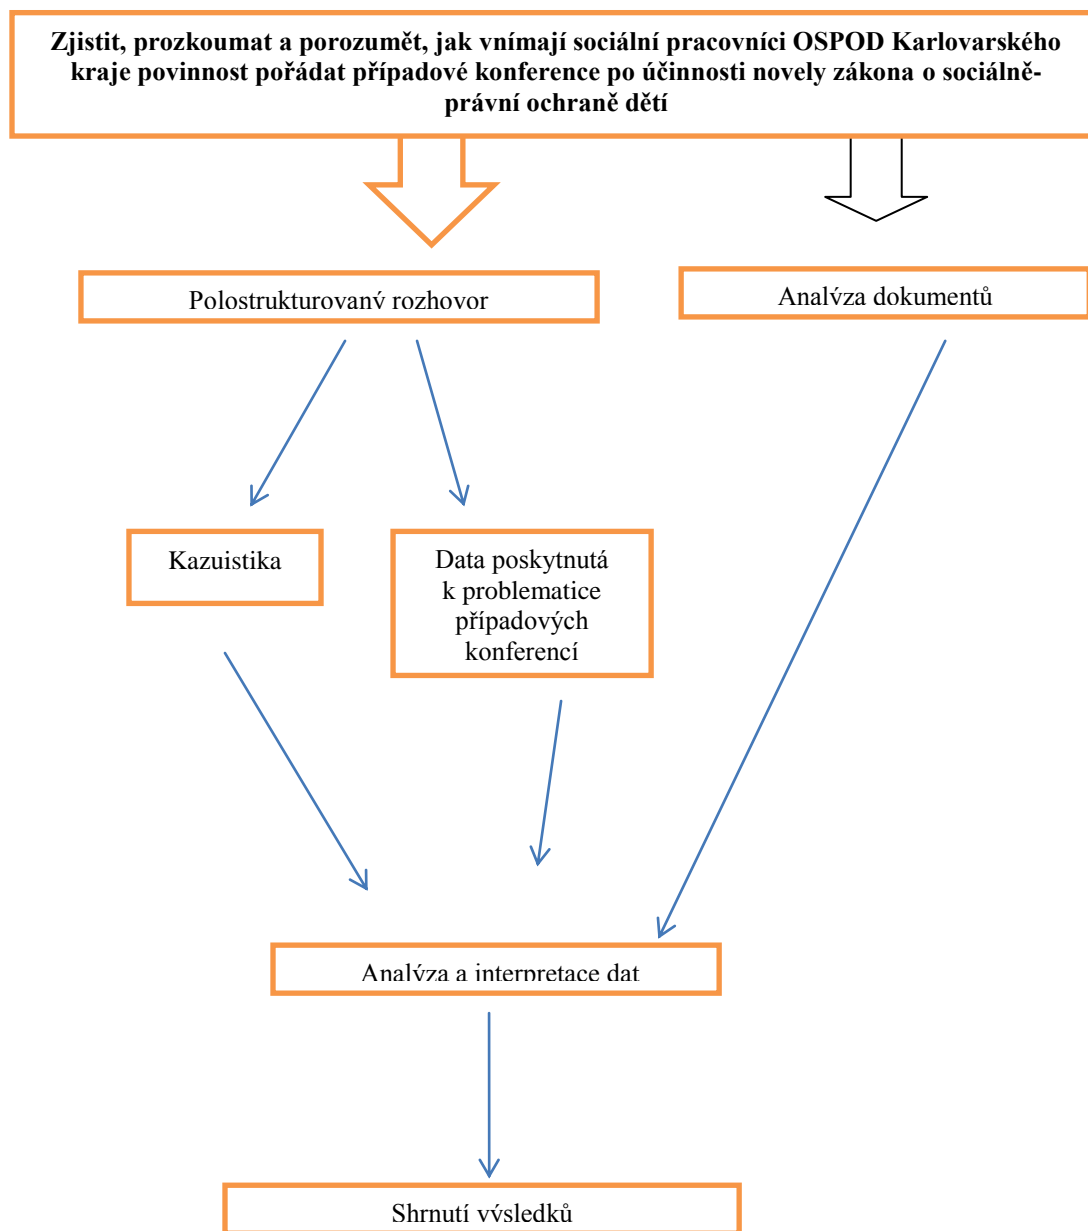 Zjistit, prozkoumat a porozumět, jak vnímají sociální pracovníci OSPOD Karlovarského
kraje povinnost pořádat případové konference po účinnosti novely zákona o sociálně-
právní ochraně dětí
Polostrukturovaný rozhovor
Analýza dokumentů
Kazuistika
Data poskytnutá
k problematice
případových
konferencí
Analýza a interpretace dat
Shrnutí výsledků